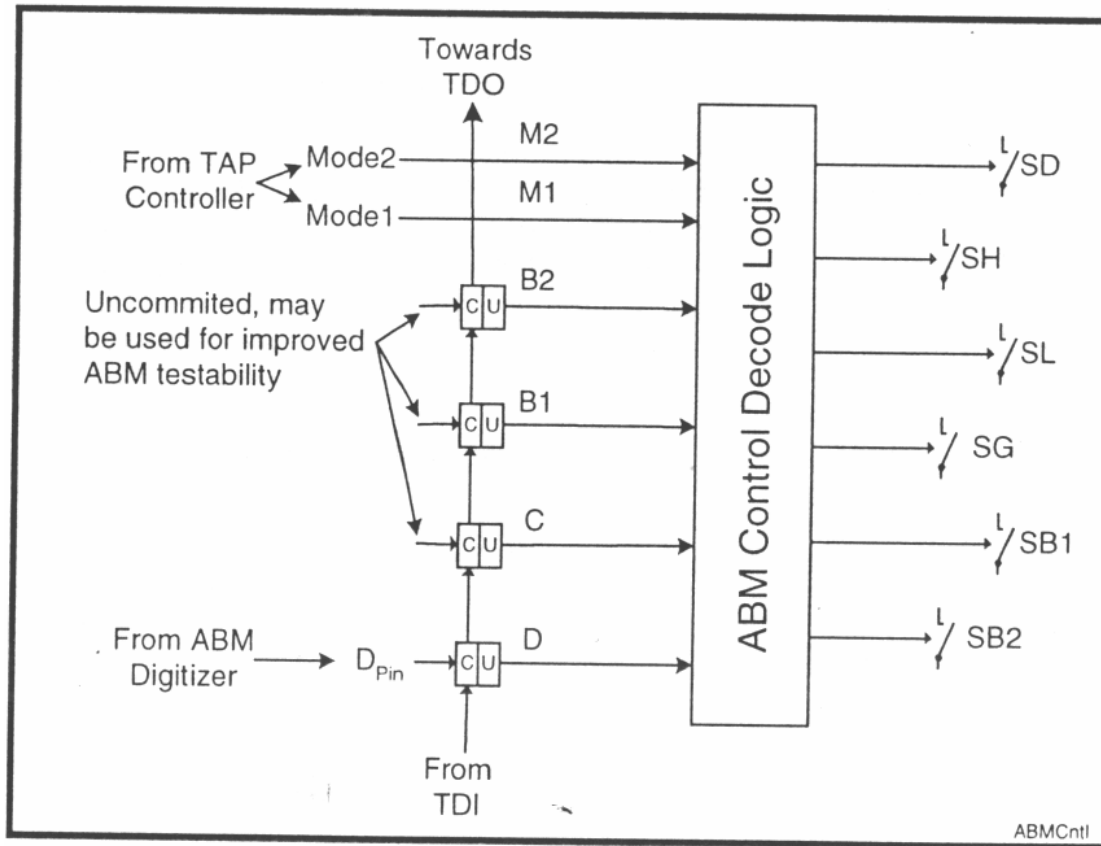 Towards
TDO
M2
From TAP
Controller
Mode2
M1
Mode1
SD
SH
B2
Uncommited, may
be used for improved
ABM testability
C U
SL
B1
C U
SG
C
C U
SB1
ABM Control Decode Logic
From ABM
Digitizer
DPin
D
C U
SB2
From
TDI
ABMCntl